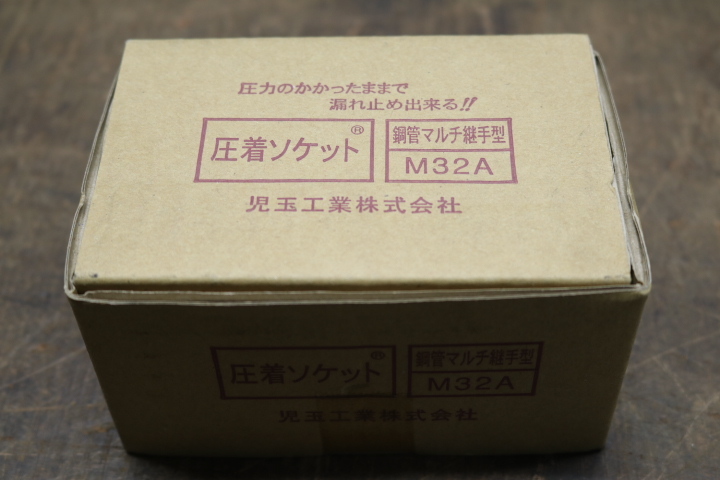 圧力のかかったままで
漏れ止め出来る!!
圧着ソケット®
鋼管マルチ継手型
M32A
児玉工業株式会社
圧着ソケット®
鋼管マルチ継手型
M32A
児玉工業株式会社